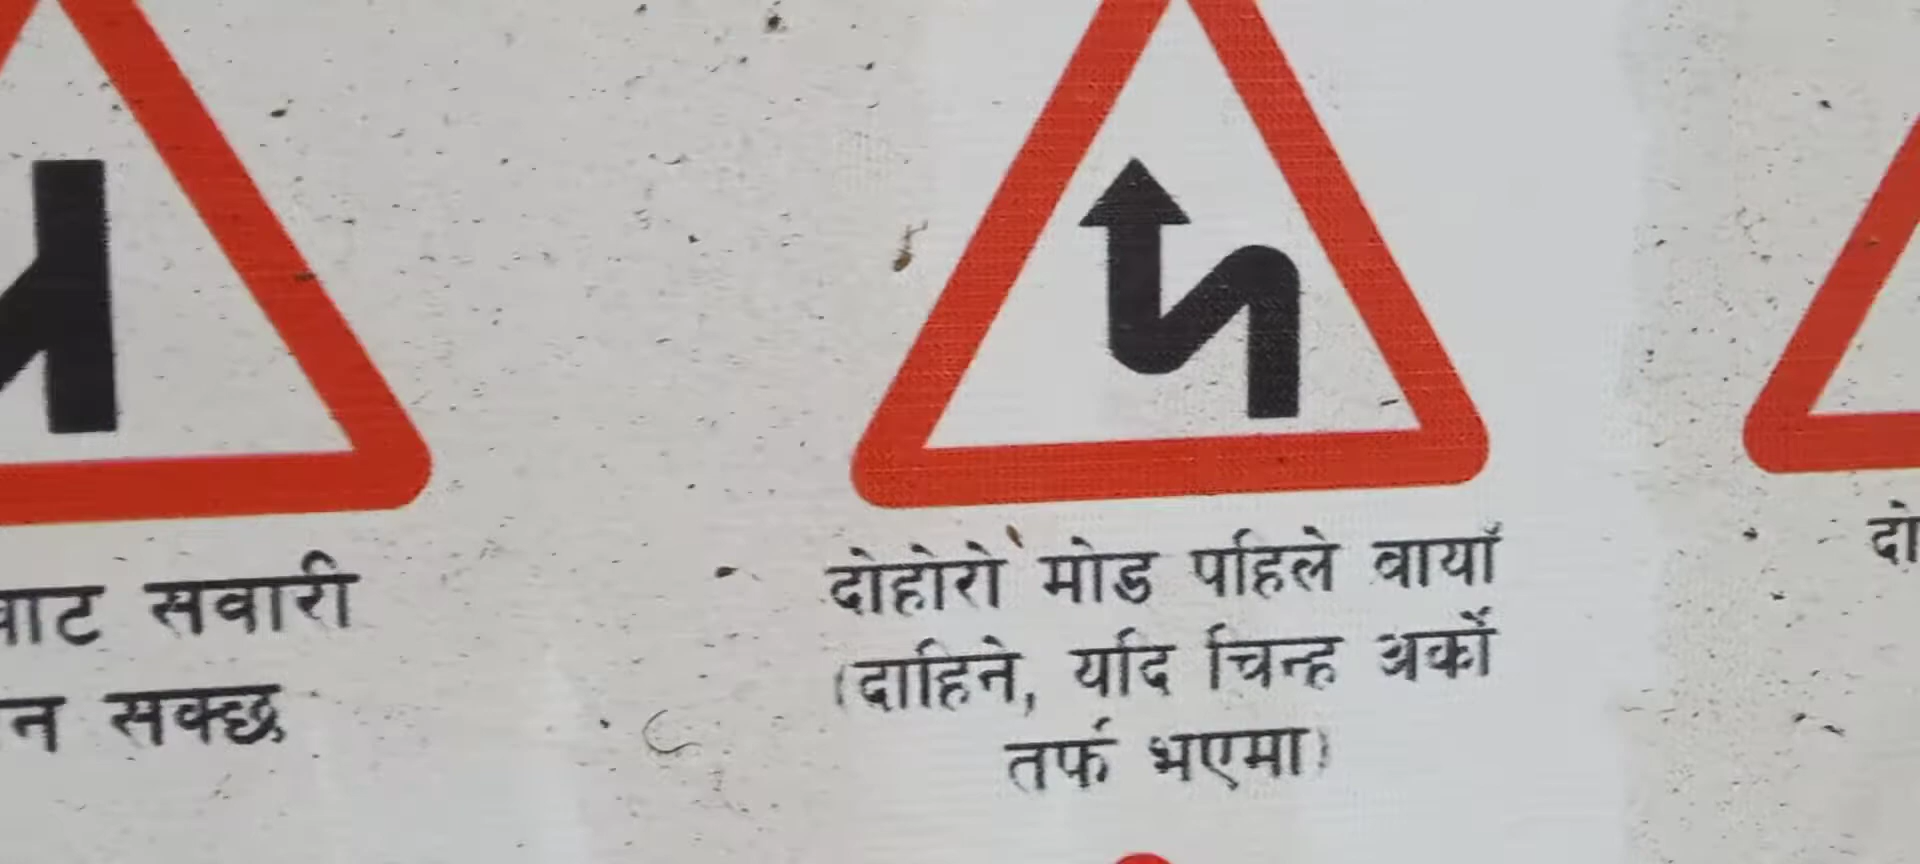 सवारी
सक्छ
दोहोरो मोड पहिले वायाँ
(दाहिने, यदि चिन्ह अर्को
तर्फ भएमा)